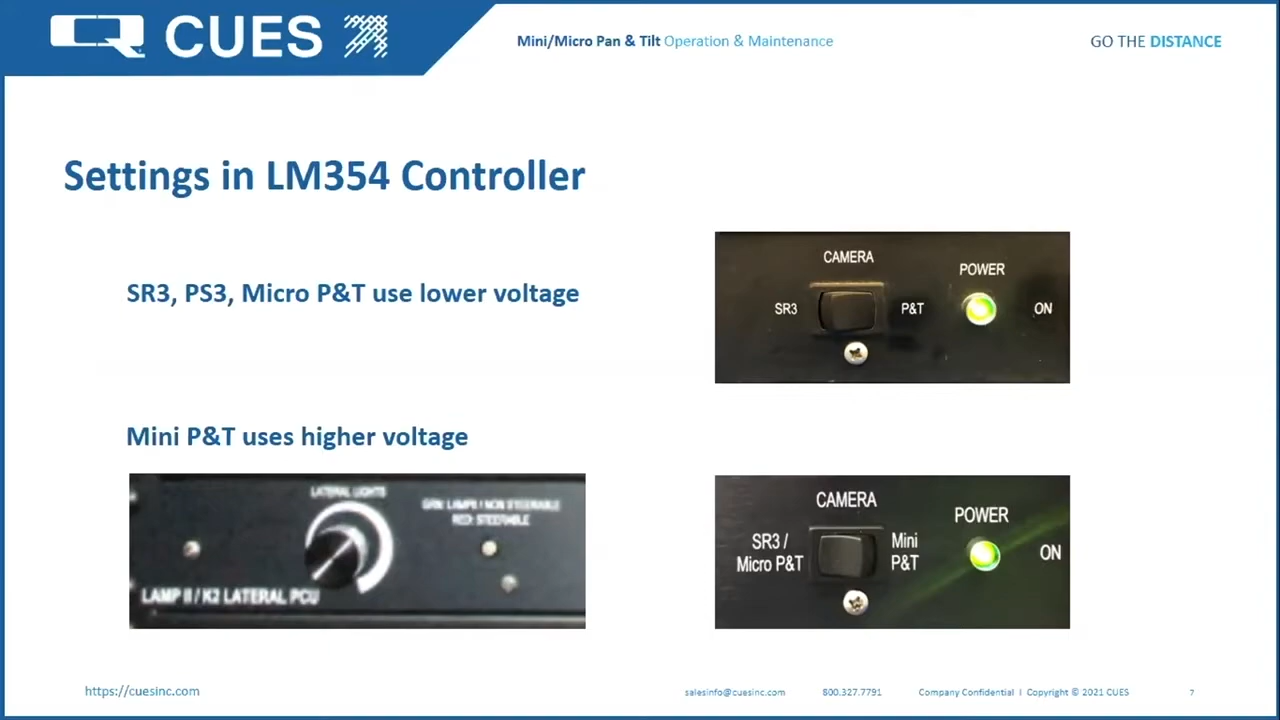 CUES
Mini/Micro Pan & Tilt Operation & Maintenance
GO THE DISTANCE
Settings in LM354 Controller
SR3, PS3, Micro P&T use lower voltage
CAMERA
POWER
SR3
P&T
ON
Mini P&T uses higher voltage
LATERAL LIGHTS
GRN: LAMPII / NON STEERABLE
RED: STEERABLE
LAMP II / K2 LATERAL PCU
CAMERA
POWER
SR3 /
Micro P&T
Mini
P&T
ON
https://cuesinc.com
salesinfo@cuesinc.com
800.327.7791
Company Confidential I Copyright © 2021 CUES
7